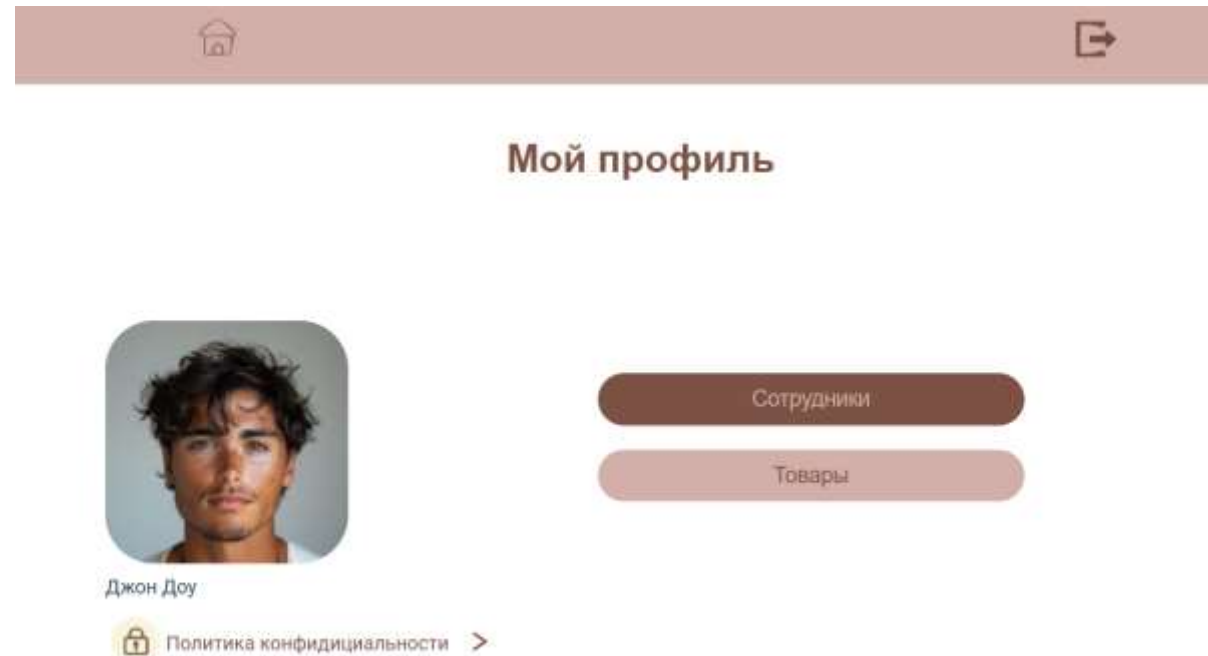 Мой профиль
Сотрудники
Товары
Джон Доу
Политика конфидициальности >